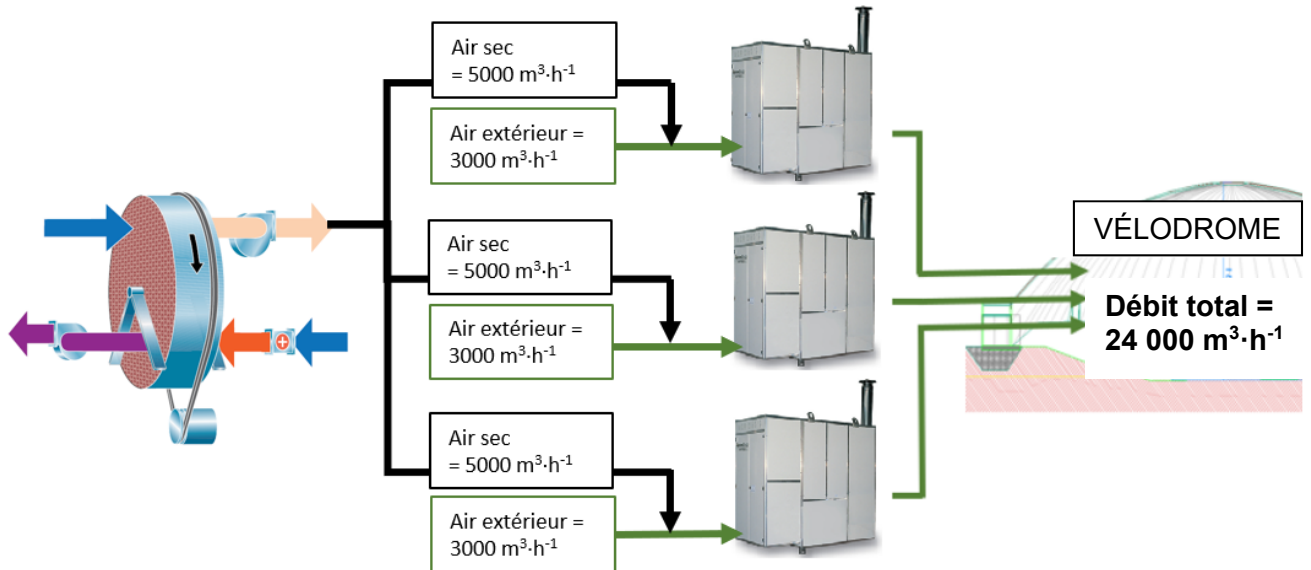 Air sec
= 5000 m³·h⁻¹
Air extérieur =
3000 m³·h⁻¹
Air sec
= 5000 m³·h⁻¹
Air extérieur =
3000 m³·h⁻¹
Air sec
= 5000 m³·h⁻¹
Air extérieur =
3000 m³·h⁻¹
VÉLODROME
Débit total =
24 000 m³·h⁻¹